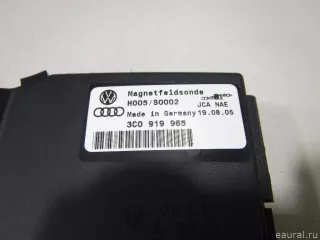 Magnetfeldsonde
H005/S0002
JCA NAE
Made in Germany 19.08.05
3C0 919 965
eaural.ru